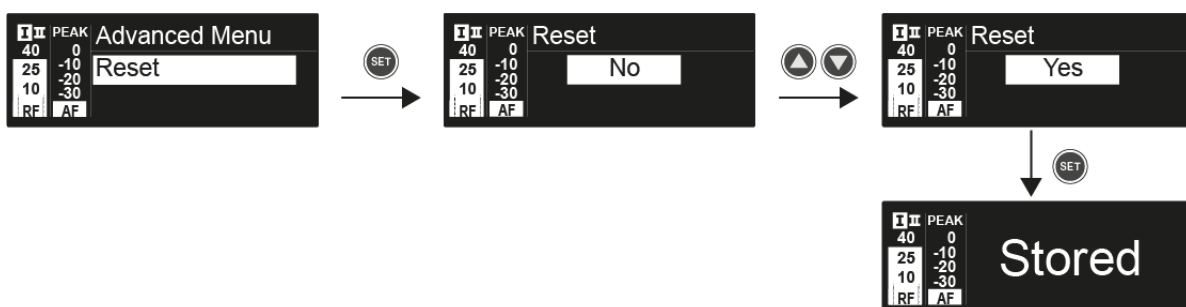 I II PEAK Advanced Menu
40 0
25 -10 Reset
10 -20
-30
RF AF
SET
I II PEAK Reset
40 0
25 -10 No
10 -20
-30
RF AF
I II PEAK Reset
40 0
25 -10 Yes
10 -20
-30
RF AF
SET
I II PEAK
40 0
25 -10 Stored
10 -20
-30
RF AF